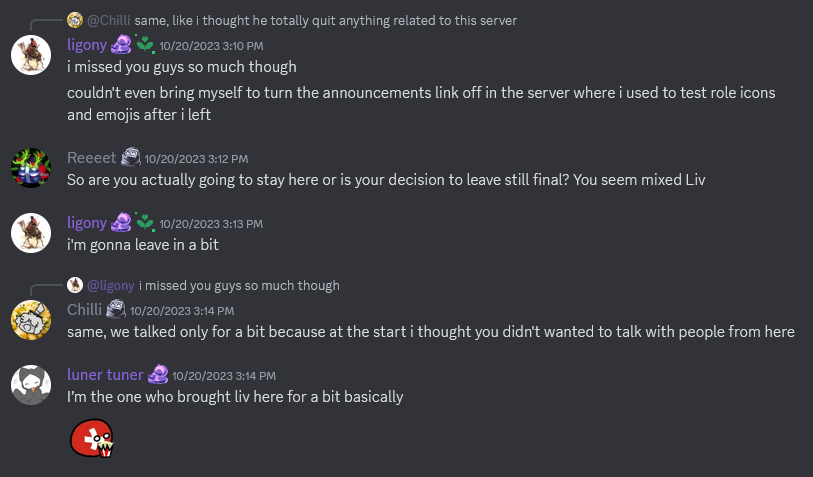 @Chilli same, like i thought he totally quit anything related to this server
ligony 10/20/2023 3:10 PM
i missed you guys so much though
couldn't even bring myself to turn the announcements link off in the server where i used to test role icons
and emojis after i left
Reeeet 10/20/2023 3:12 PM
So are you actually going to stay here or is your decision to leave still final? You seem mixed Liv
ligony 10/20/2023 3:13 PM
i'm gonna leave in a bit
@ligony i missed you guys so much though
Chilli 10/20/2023 3:14 PM
same, we talked only for a bit because at the start i thought you didn't wanted to talk with people from here
luner tuner 10/20/2023 3:14 PM
I'm the one who brought liv here for a bit basically